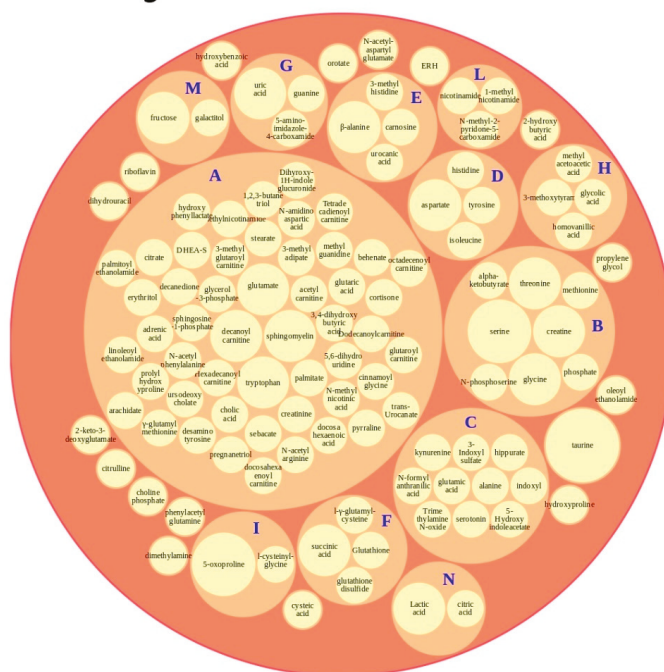 hydroxybenzoic
acid
N-acetyl-
aspartyl
glutamate
orotate
ERH
G
uric
acid
guanine
5-amino-
imidazole-
4-carboxamide
M
fructose
galactitol
E
3-methyl
histidine
β-alanine
carnosine
urocanic
acid
L
nicotinamide
1-methyl
nicotinamide
N-methyl-2-
pyridone-5-
carboxamide
2-hydroxy
butyric
acid
H
methyl
acetoacetic
acid
3-methoxytyram
glycolic
acid
homovanillic
acid
D
histidine
aspartate
tyrosine
isoleucine
riboflavin
dihydrouracil
propylene
glycol
A
Dihyroxy-
1H-indole
glucuronide
1,2,3-butane
triol
hydroxy
phenyllactate
N-amidino
aspartic
acid
Tetrade
cadienoyl
carnitine
stearate
DHEA-S
citrate
3-methyl
glutaroyl
carnitine
3-methyl
adipate
methyl
guanidine
behenate
octadecenoyl
carnitine
palmitoyl
ethanolamide
decanedione
erythritol
glycerol
-3-phosphate
glutamate
acetyl
carnitine
glutaric
acid
cortisone
sphingosine
-1-phosphate
adrenic
acid
decanoyl
carnitine
sphingomyelin
3,4-dihydroxy
butyric
acid
Dodecanoylcarnitine
linoleoyl
ethanolamide
N-acetyl
phenylalanine
5,6-dihydro
uridine
glutaroyl
carnitine
prolyl
hydrox
yproline
ursodeoxy
cholate
tryptophan
palmitate
cinnamoyl
glycine
N-methyl
nicotinic
acid
arachidate
cholic
acid
creatinine
trans-
Urocanate
γ-glutamyl
methionine
desamino
tyrosine
sebacate
docosa
hexaenoic
acid
pyrraline
pregnanetriol
N-acetyl
arginine
docosahexa
enoyl
carnitine
B
alpha-
ketobutyrate
threonine
methionine
serine
creatine
N-phosphoserine
glycine
phosphate
oleoyl
ethanolamide
taurine
C
kynurenine
3-
Indoxyl
sulfate
hippurate
N-formyl
anthranilic
acid
glutamic
acid
alanine
indoxyl
Trime
thylamine
N-oxide
serotonin
5-
Hydroxy
indoleacetate
hydroxyproline
2-keto-3-
deoxyglutamate
citrulline
choline
phosphate
phenylacetyl
glutamine
dimethylamine
I
5-oxoproline
l-cysteinyl-
glycine
F
l-γ-glutamyl-
cysteine
succinic
acid
Glutathione
glutathione
disulfide
cysteic
acid
N
Lactic
acid
citric
acid